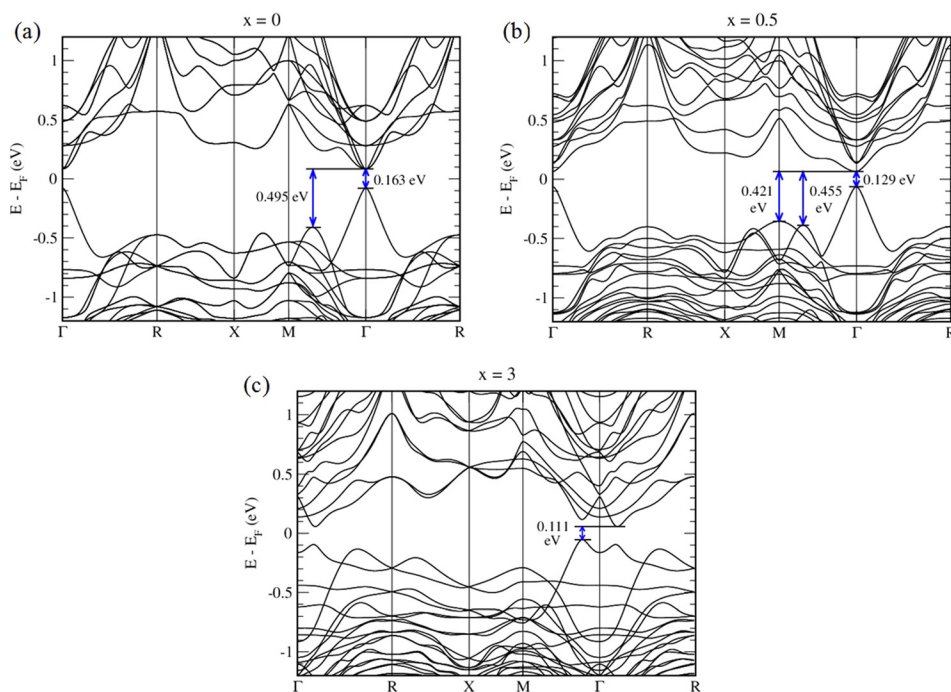 (a)
x = 0
E - E_F (eV)
1
0.5
0
-0.5
-1
0.495 eV
0.163 eV
Γ
R
X
M
Γ
R
(b)
x = 0.5
E - E_F (eV)
1
0.5
0
-0.5
-1
0.421
eV
0.455
eV
0.129 eV
Γ
R
X
M
Γ
R
(c)
x = 3
E - E_F (eV)
1
0.5
0
-0.5
-1
0.111
eV
Γ
R
X
M
Γ
R